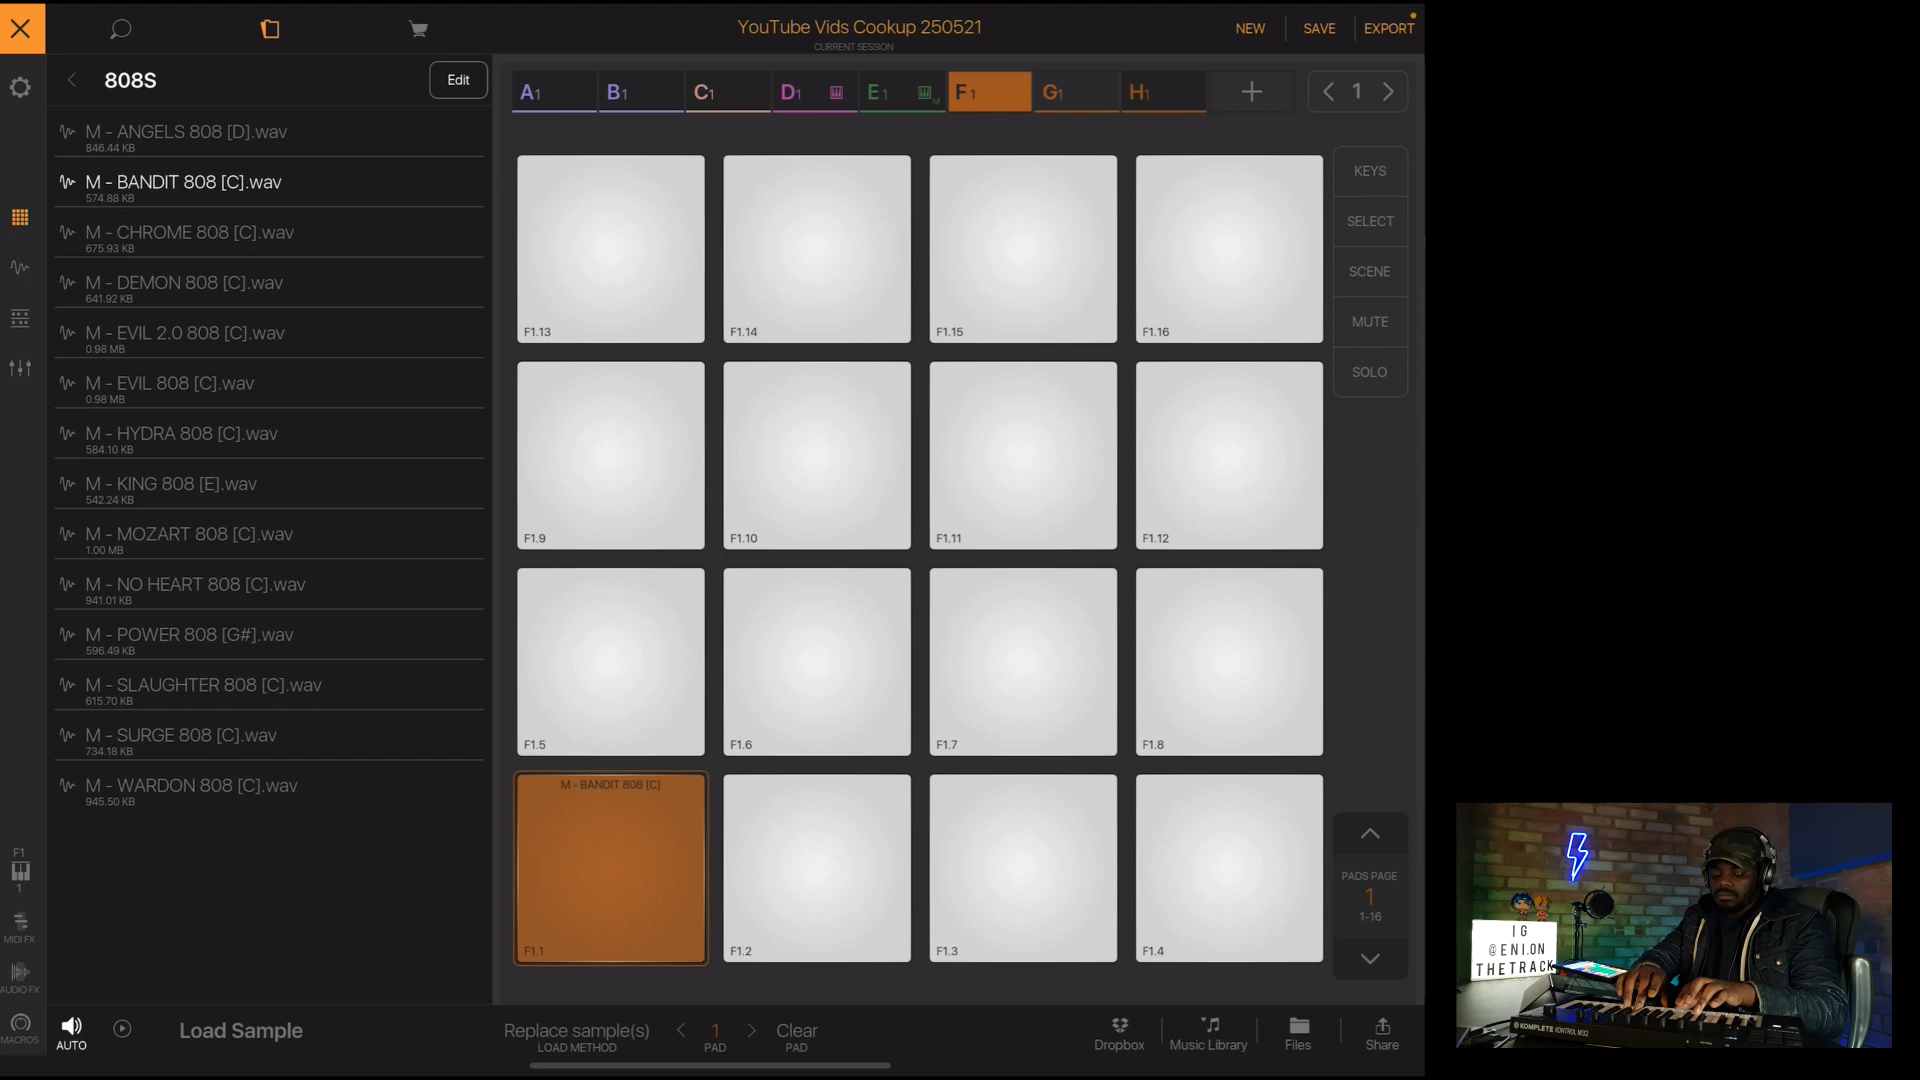 YouTube Vids Cookup 250521
CURRENT SESSION
NEW
SAVE
EXPORT
808S
Edit
A1
B1
C1
D1
E1
M
F1
G1
H1
1
M - ANGELS 808 [D].wav
846.44 KB
M - BANDIT 808 [C].wav
574.88 KB
M - CHROME 808 [C].wav
675.93 KB
M - DEMON 808 [C].wav
641.92 KB
M - EVIL 2.0 808 [C].wav
0.98 MB
M - EVIL 808 [C].wav
0.98 MB
M - HYDRA 808 [C].wav
584.10 KB
M - KING 808 [E].wav
542.24 KB
M - MOZART 808 [C].wav
1.00 MB
M - NO HEART 808 [C].wav
941.01 KB
M - POWER 808 [G#].wav
596.49 KB
M - SLAUGHTER 808 [C].wav
615.70 KB
M - SURGE 808 [C].wav
734.18 KB
M - WARDON 808 [C].wav
945.50 KB
F1.13
F1.14
F1.15
F1.16
F1.9
F1.10
F1.11
F1.12
F1.5
F1.6
F1.7
F1.8
M - BANDIT 808 [C]
F1.1
F1.2
F1.3
F1.4
KEYS
SELECT
SCENE
MUTE
SOLO
PADS PAGE
1
1-16
F1
1
MIDI FX
AUDIO FX
MACROS
AUTO
Load Sample
Replace sample(s)
LOAD METHOD
1
PAD
Clear
PAD
Dropbox
Music Library
Files
Share
IG
@ENI.ON
THETRACK
KOMPLETE KONTROL M32